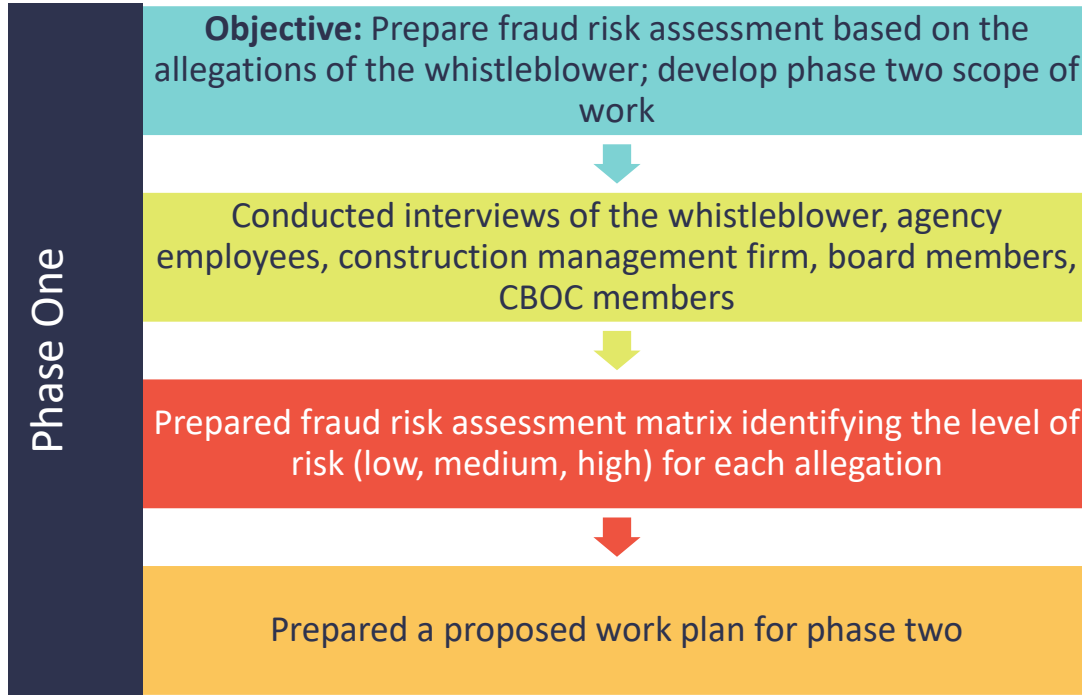 Phase One
Objective: Prepare fraud risk assessment based on the
allegations of the whistleblower; develop phase two scope of
work
Conducted interviews of the whistleblower, agency
employees, construction management firm, board members,
CBOC members
Prepared fraud risk assessment matrix identifying the level of
risk (low, medium, high) for each allegation
Prepared a proposed work plan for phase two